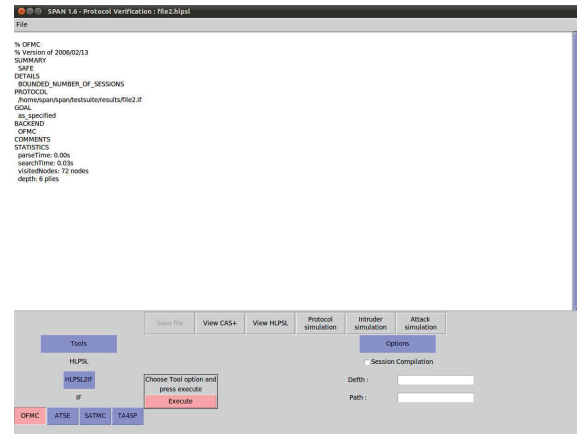 SPAN 1.6 - Protocol Verification : file2.hlpsl
File
% OFMC
% Version of 2006/02/13
SUMMARY
SAFE
DETAILS
BOUNDED_NUMBER_OF_SESSIONS
PROTOCOL
/home/span/span/testsuite/results/file2.if
GOAL
as_specified
BACKEND
OFMC
COMMENTS
STATISTICS
parseTime: 0.00s
searchTime: 0.03s
visitedNodes: 72 nodes
depth: 6 plies
Save file
View CAS+
View HLPSL
Protocol
simulation
Intruder
simulation
Attack
simulation
Tools
Options
HLPSL
Session Compilation
HLPSL2IF
Choose Tool option and
press execute
Execute
Defth :
IF
Path :
OFMC
ATSE
SATMC
TA4SP